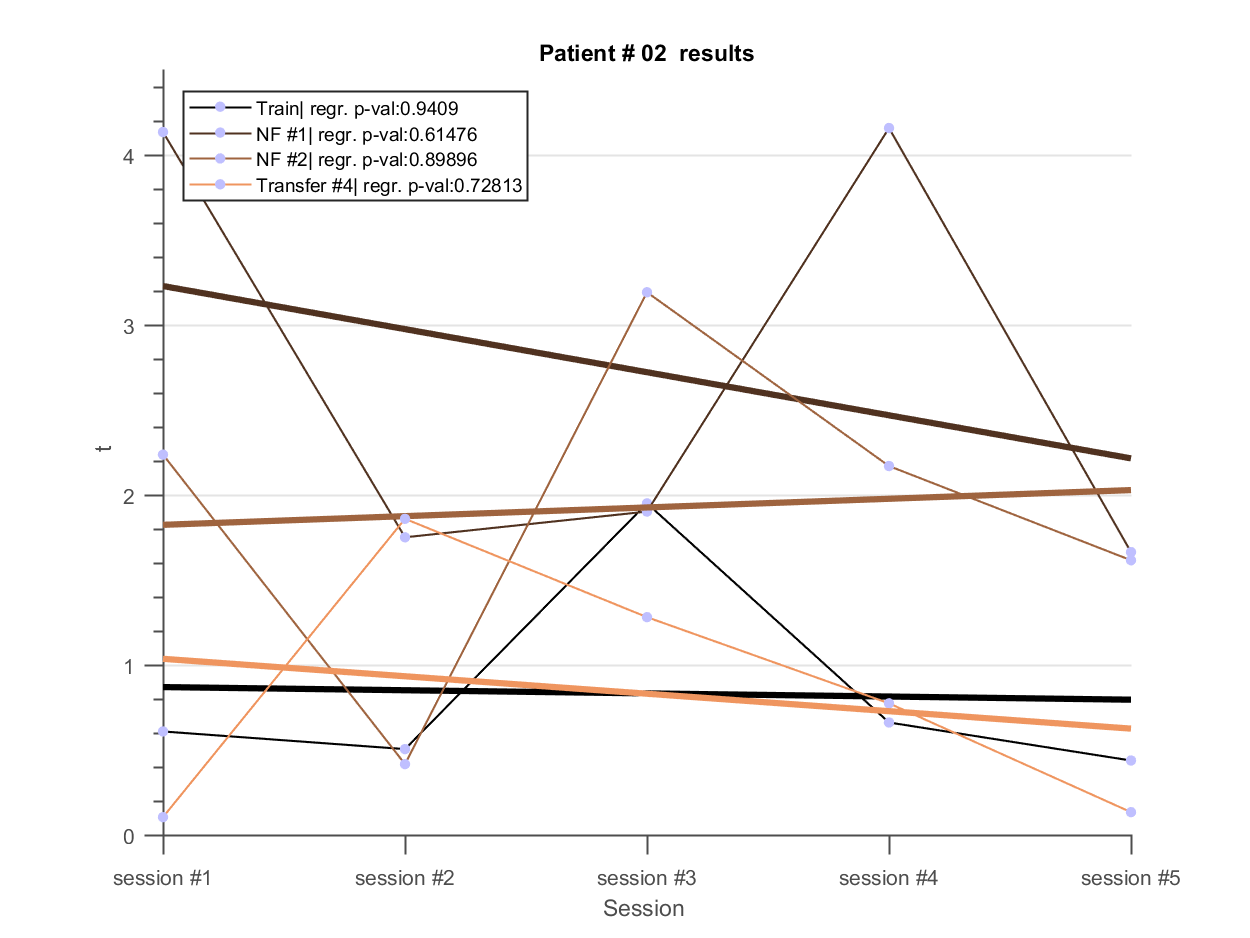 Patient # 02 results
Train| regr. p-val:0.9409
NF #1| regr. p-val:0.61476
NF #2| regr. p-val:0.89896
Transfer #4| regr. p-val:0.72813
4
3
2
1
0
t
session #1
session #2
session #3
session #4
session #5
Session